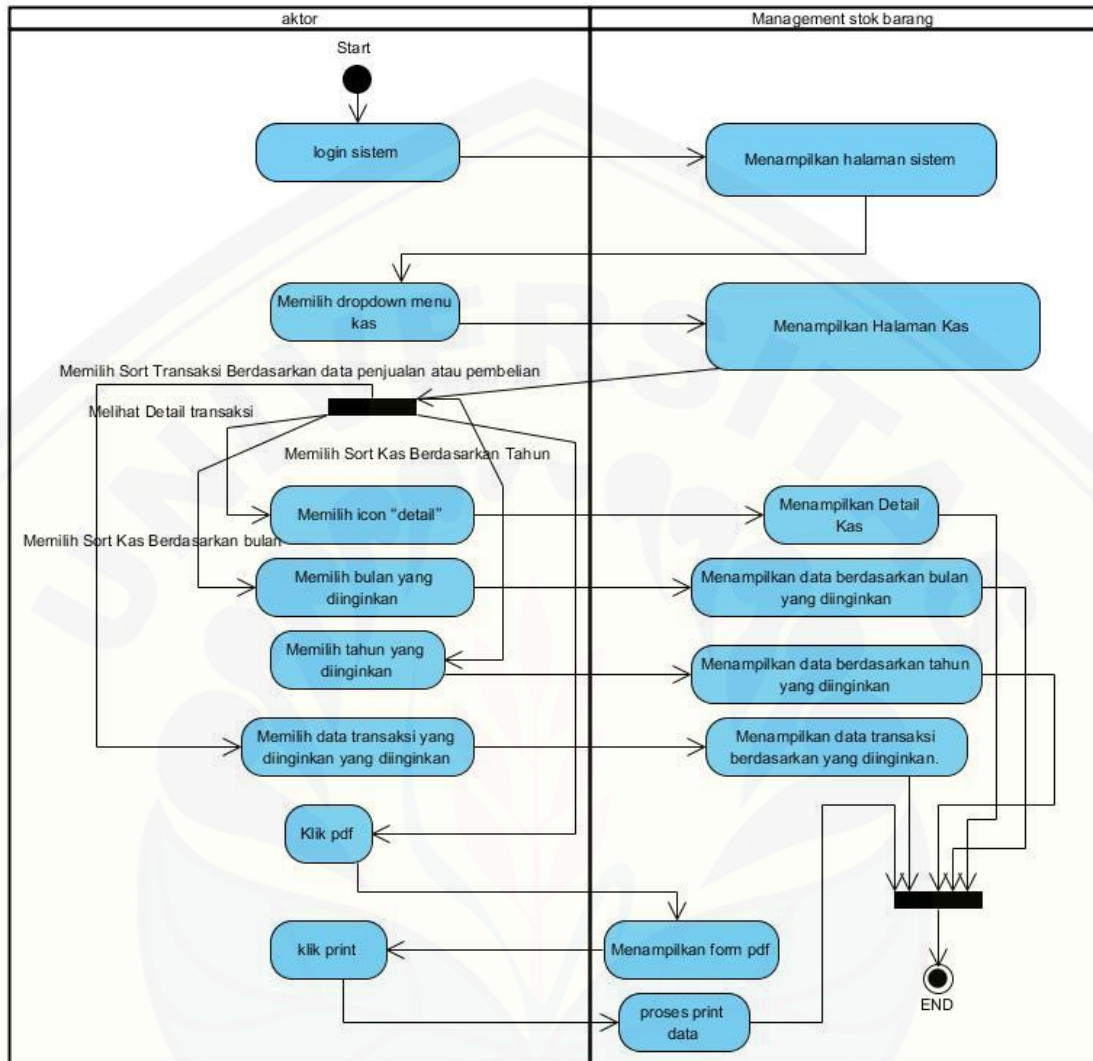 aktor
Management stok barang
Start
login sistem
Menampilkan halaman sistem
Memilih dropdown menu
kas
Menampilkan Halaman Kas
Memilih Sort Transaksi Berdasarkan data penjualan atau pembelian
Melihat Detail transaksi
Memilih Sort Kas Berdasarkan Tahun
Memilih icon “detail”
Menampilkan Detail
Kas
Memilih Sort Kas Berdasarkan bulan
Memilih bulan yang
diinginkan
Menampilkan data berdasarkan bulan
yang diinginkan
Memilih tahun yang
diinginkan
Menampilkan data berdasarkan tahun
yang diinginkan
Memilih data transaksi yang
diinginkan yang diinginkan
Menampilkan data transaksi
berdasarkan yang diinginkan.
Klik pdf
klik print
Menampilkan form pdf
proses print
data
END
UNIVERSITAS